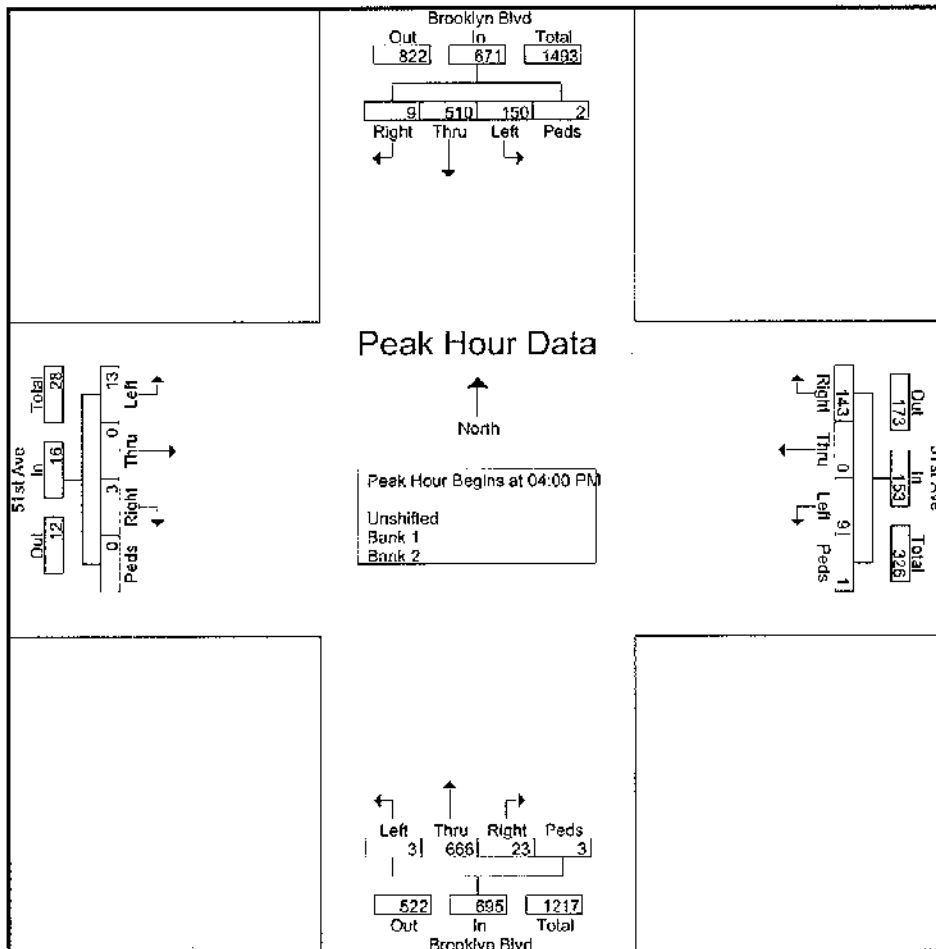 Brooklyn Blvd
Out In Total
822 671 1493
9 510 150 2
Right Thru Left Peds
Peak Hour Data
North
Peak Hour Begins at 04:00 PM
Unshifted
Bank 1
Bank 2
51st Ave
Out In Total
12 16 28
13 0 3 0
Left Thru Right Peds
Right Thru Left Peds
143 0 9 1
Out In Total
173 153 326
51st Ave
Left Thru Right Peds
3 666 23 3
522 695 1217
Out In Total
Brooklyn Blvd